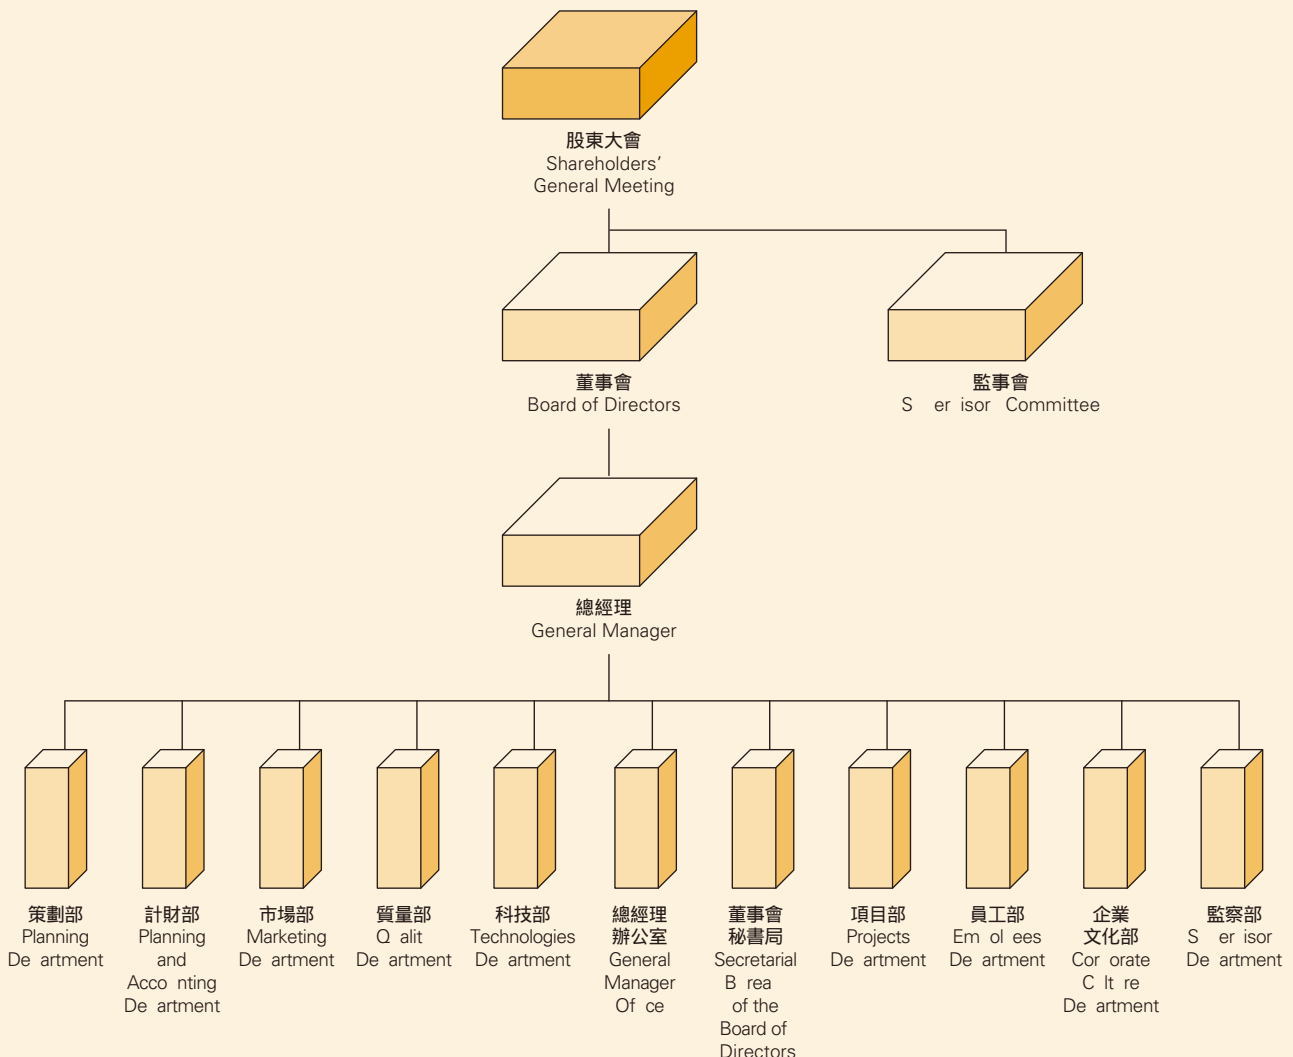 股東大會
Shareholders'
General Meeting
董事會
Board of Directors
監事會
S er isor Committee
總經理
General Manager
策劃部
Planning
De artment
計財部
Planning
and
Acco nting
De artment
市場部
Marketing
De artment
質量部
Q alit
De artment
科技部
Technologies
De artment
總經理
辦公室
General
Manager
Of ce
董事會
秘書局
Secretarial
B rea
of the
Board of
Directors
項目部
Projects
De artment
員工部
Em ol ees
De artment
企業
文化部
Cor orate
C lt re
De artment
監察部
S er isor
De artment